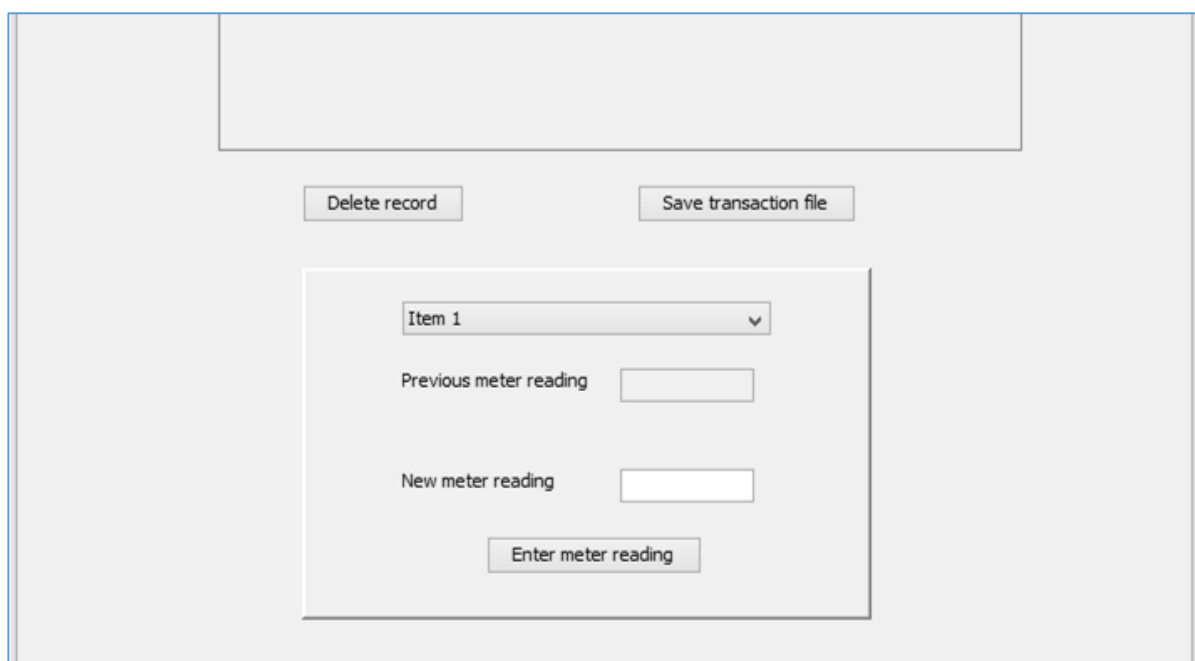 Delete record
Save transaction file
Item 1
Previous meter reading
New meter reading
Enter meter reading